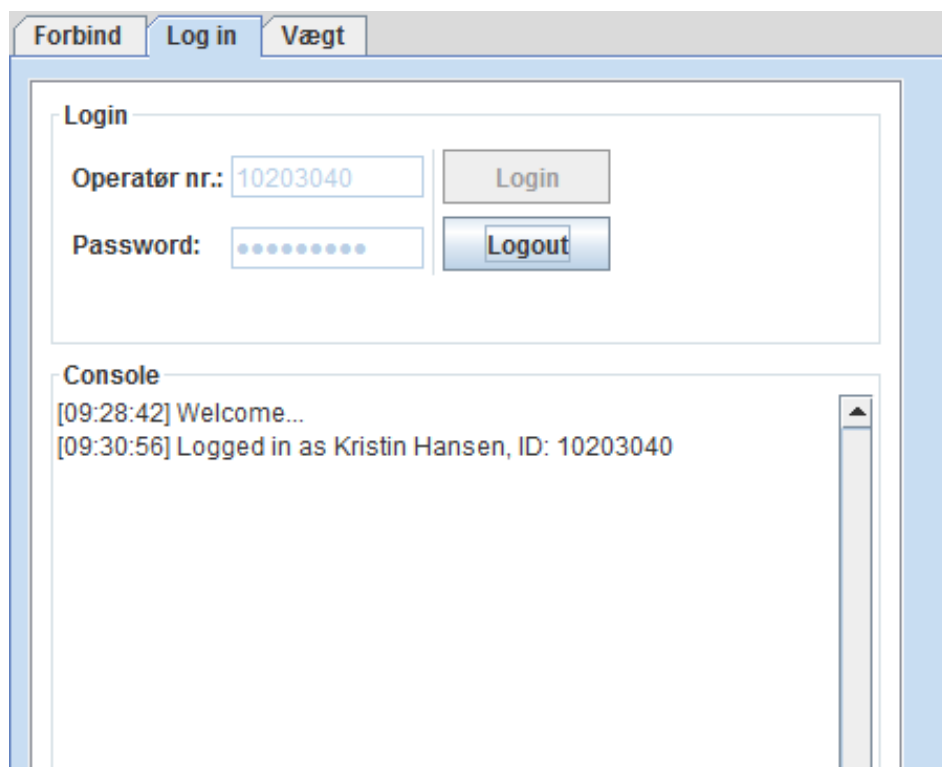 Forbind Log in Vægt
Login
Operatør nr.: 10203040 Login
Password: ●●●●●●●●● Logout
Console
[09:28:42] Welcome...
[09:30:56] Logged in as Kristin Hansen, ID: 10203040